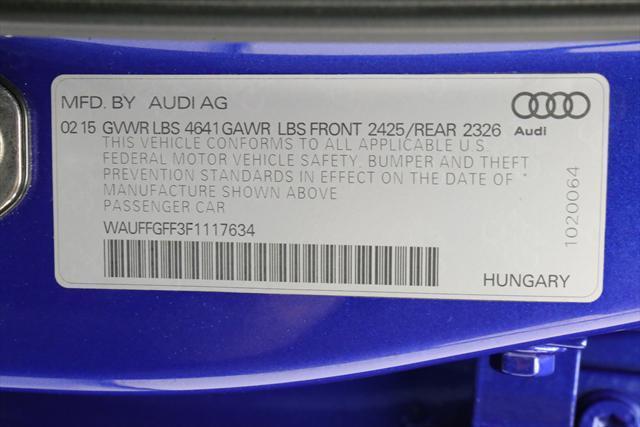 MFD. BY AUDI AG
02 15 GVWR LBS 4641 GAWR LBS FRONT 2425/REAR 2326
Audi
THIS VEHICLE CONFORMS TO ALL APPLICABLE U.S.
FEDERAL MOTOR VEHICLE SAFETY. BUMPER AND THEFT
PREVENTION STANDARDS IN EFFECT ON THE DATE OF
MANUFACTURE SHOWN ABOVE
PASSENGER CAR
WAUFFGFF3F1117634
HUNGARY
1020064